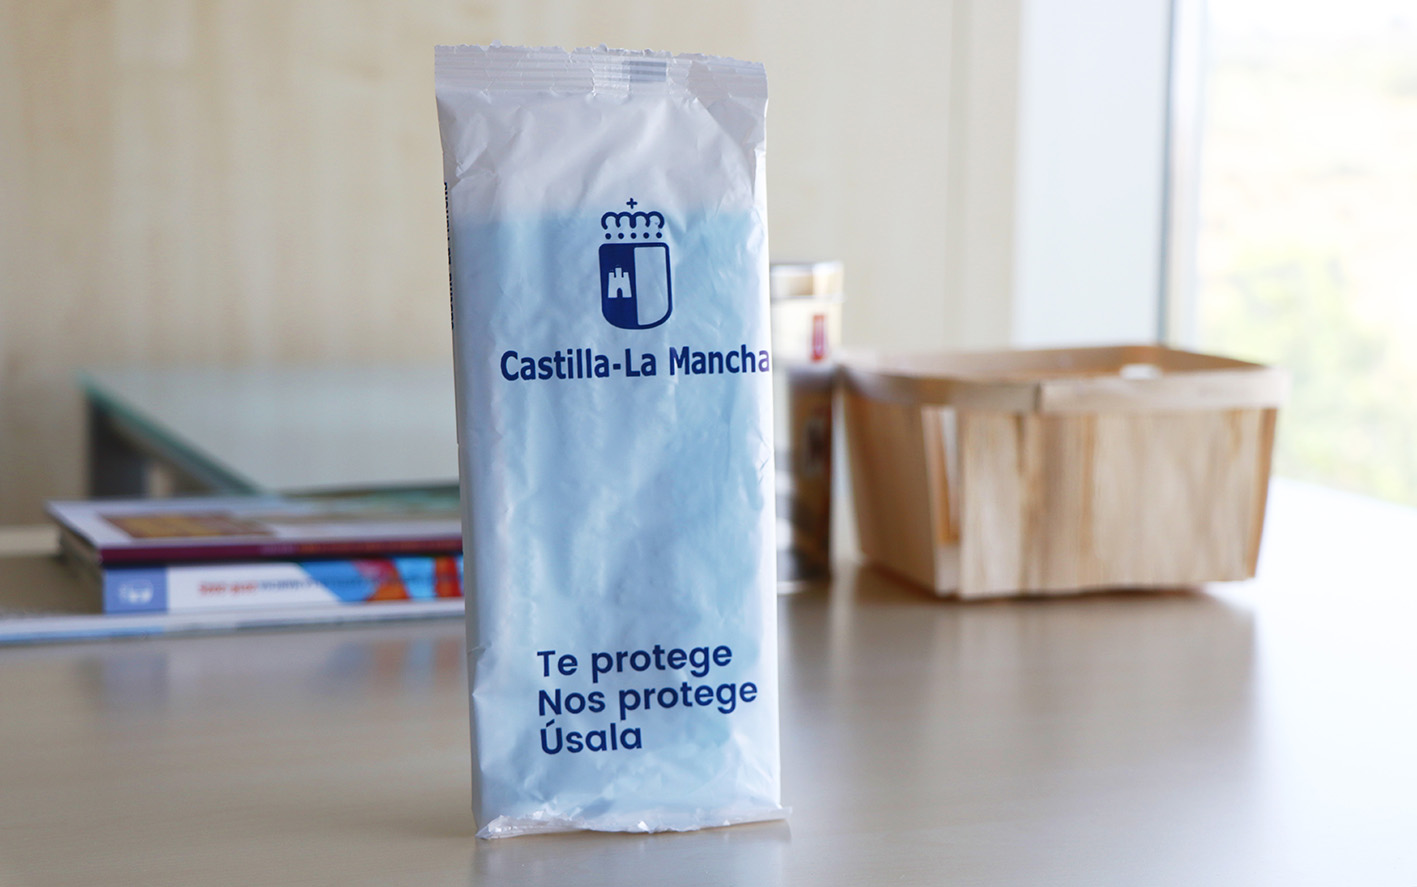 Castilla-La Mancha
Te protege
Nos protege
Úsala